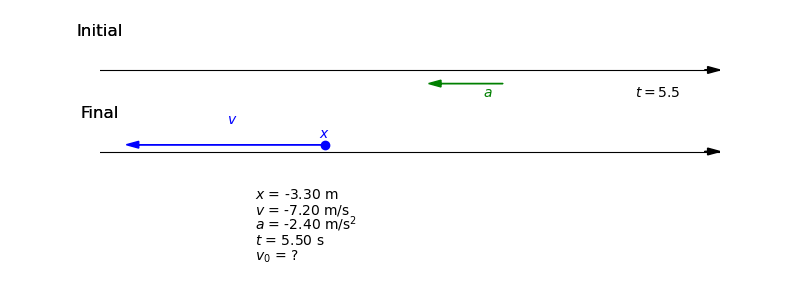 Initial
a
t = 5.5
Final
v
x
x = -3.30 m
v = -7.20 m/s
a = -2.40 m/s²
t = 5.50 s
v₀ = ?